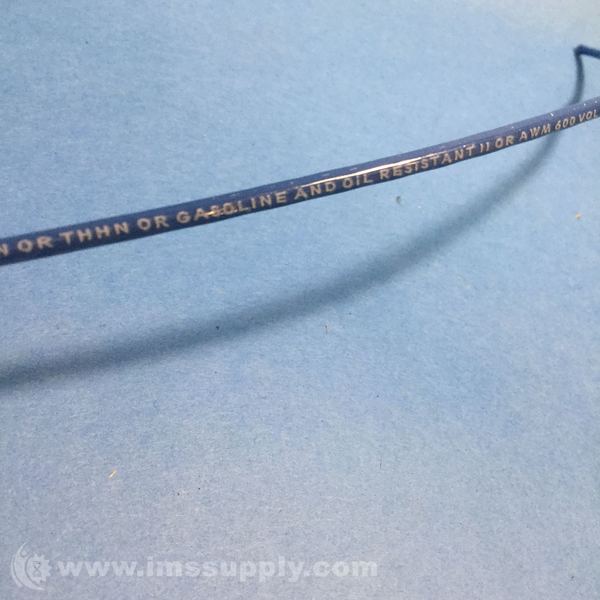 N OR THHN OR GASOLINE AND OIL RESISTANT II OR AWM 600 VOL
www.imssupply.com